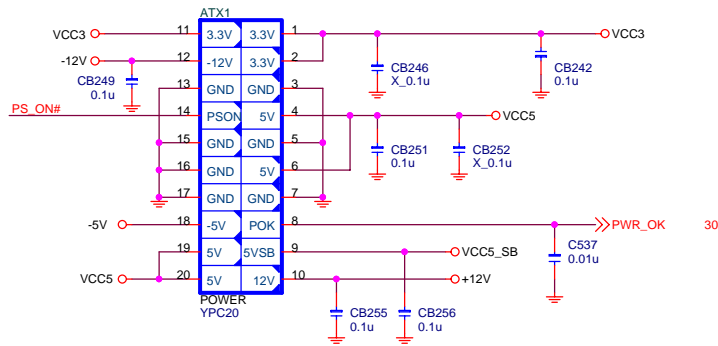 ATX1
VCC3 11 3.3V 3.3V 1 VCC3
-12V 12 -12V 3.3V 2
CB249
0.1u
CB246
X_0.1u
CB242
0.1u
13 GND GND 3
PS_ON# 14 PSON 5V 4 VCC5
15 GND GND 5
CB251
0.1u
CB252
X_0.1u
16 GND 5V 6
17 GND GND 7
-5V 18 -5V POK 8 PWR_OK 30
19 5V 5VSB 9 VCC5_SB
C537
0.01u
VCC5 20 5V 12V 10 +12V
POWER
YPC20
CB255
0.1u
CB256
0.1u